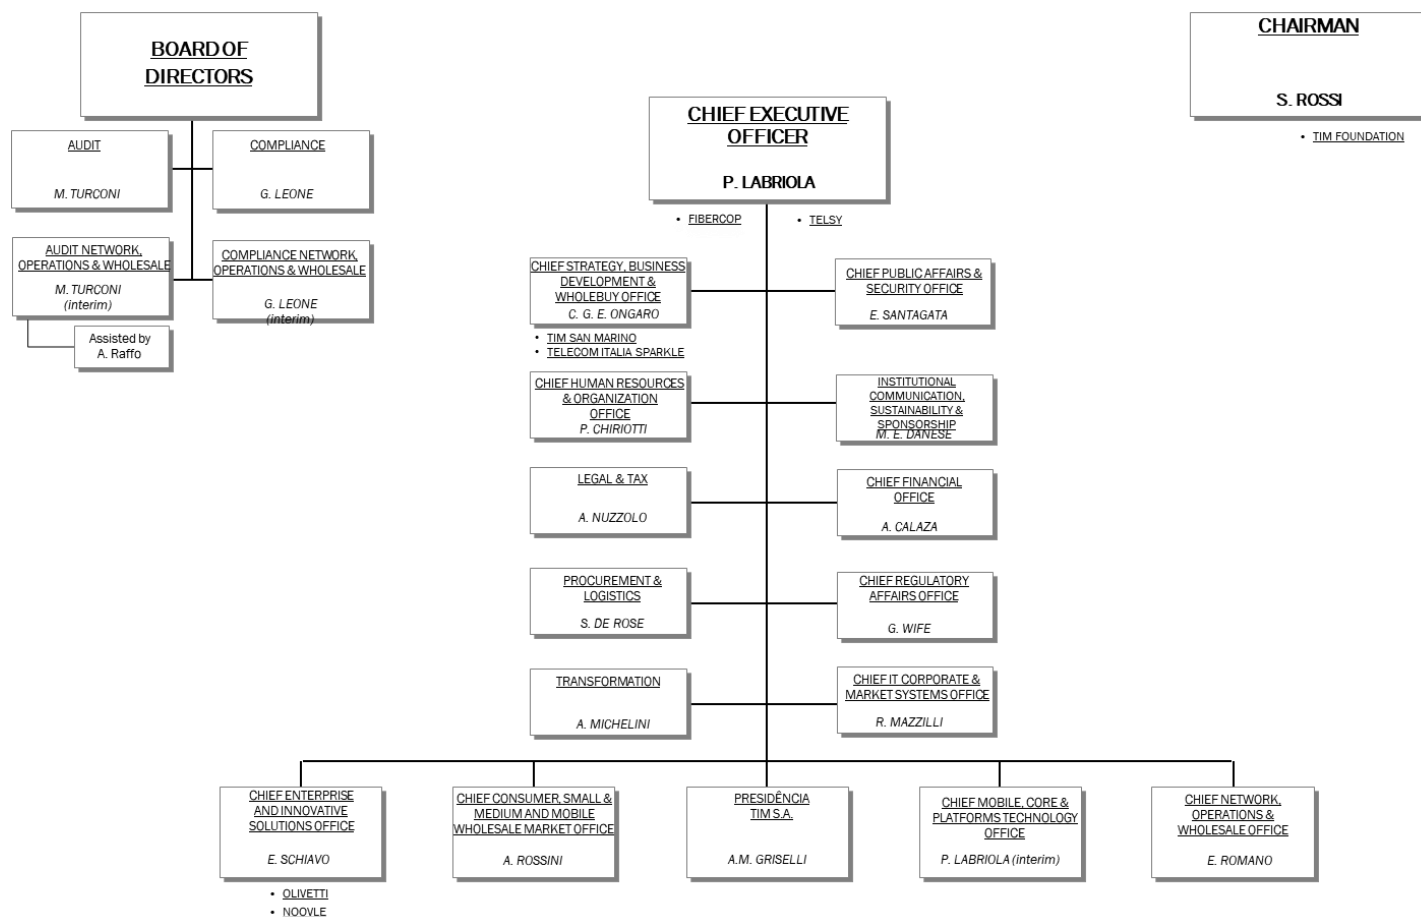 BOARD OF
DIRECTORS
CHAIRMAN
S. ROSSI
• TIM FOUNDATION
CHIEF EXECUTIVE
OFFICER
P. LABRIOLA
• FIBERCOP
• TELSY
AUDIT
M. TURCONI
COMPLIANCE
G. LEONE
AUDIT NETWORK,
OPERATIONS & WHOLESALE
M. TURCONI
(interim)
COMPLIANCE NETWORK,
OPERATIONS & WHOLESALE
G. LEONE
(interim)
Assisted by
A. Raffo
CHIEF STRATEGY, BUSINESS
DEVELOPMENT &
WHOLEBUY OFFICE
C. G. E. ONGARO
• TIM SAN MARINO
• TELECOM ITALIA SPARKLE
CHIEF PUBLIC AFFAIRS &
SECURITY OFFICE
E. SANTAGATA
CHIEF HUMAN RESOURCES
& ORGANIZATION
OFFICE
P. CHIRIOTTI
INSTITUTIONAL
COMMUNICATION,
SUSTAINABILITY &
SPONSORSHIP
M. E. DANESE
LEGAL & TAX
A. NUZZOLO
CHIEF FINANCIAL
OFFICE
A. CALAZA
PROCUREMENT &
LOGISTICS
S. DE ROSE
CHIEF REGULATORY
AFFAIRS OFFICE
G. WIFE
TRANSFORMATION
A. MICHELINI
CHIEF IT CORPORATE &
MARKET SYSTEMS OFFICE
R. MAZZILLI
CHIEF ENTERPRISE
AND INNOVATIVE
SOLUTIONS OFFICE
E. SCHIAVO
• OLIVETTI
• NOOVLE
CHIEF CONSUMER, SMALL &
MEDIUM AND MOBILE
WHOLESALE MARKET OFFICE
A. ROSSINI
PRESIDÊNCIA
TIM S.A.
A.M. GRISELLI
CHIEF MOBILE, CORE &
PLATFORMS TECHNOLOGY
OFFICE
P. LABRIOLA (interim)
CHIEF NETWORK,
OPERATIONS &
WHOLESALE OFFICE
E. ROMANO